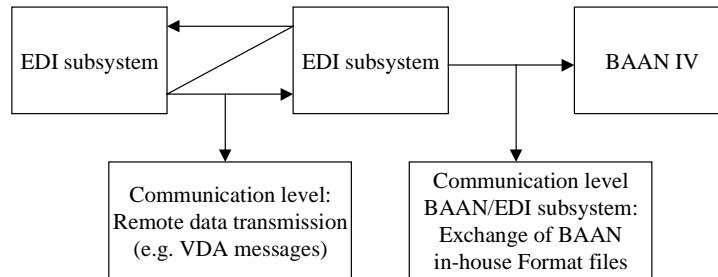 EDI subsystem
EDI subsystem
BAAN IV
Communication level:
Remote data transmission
(e.g. VDA messages)
Communication level
BAAN/EDI subsystem:
Exchange of BAAN
in-house Format files